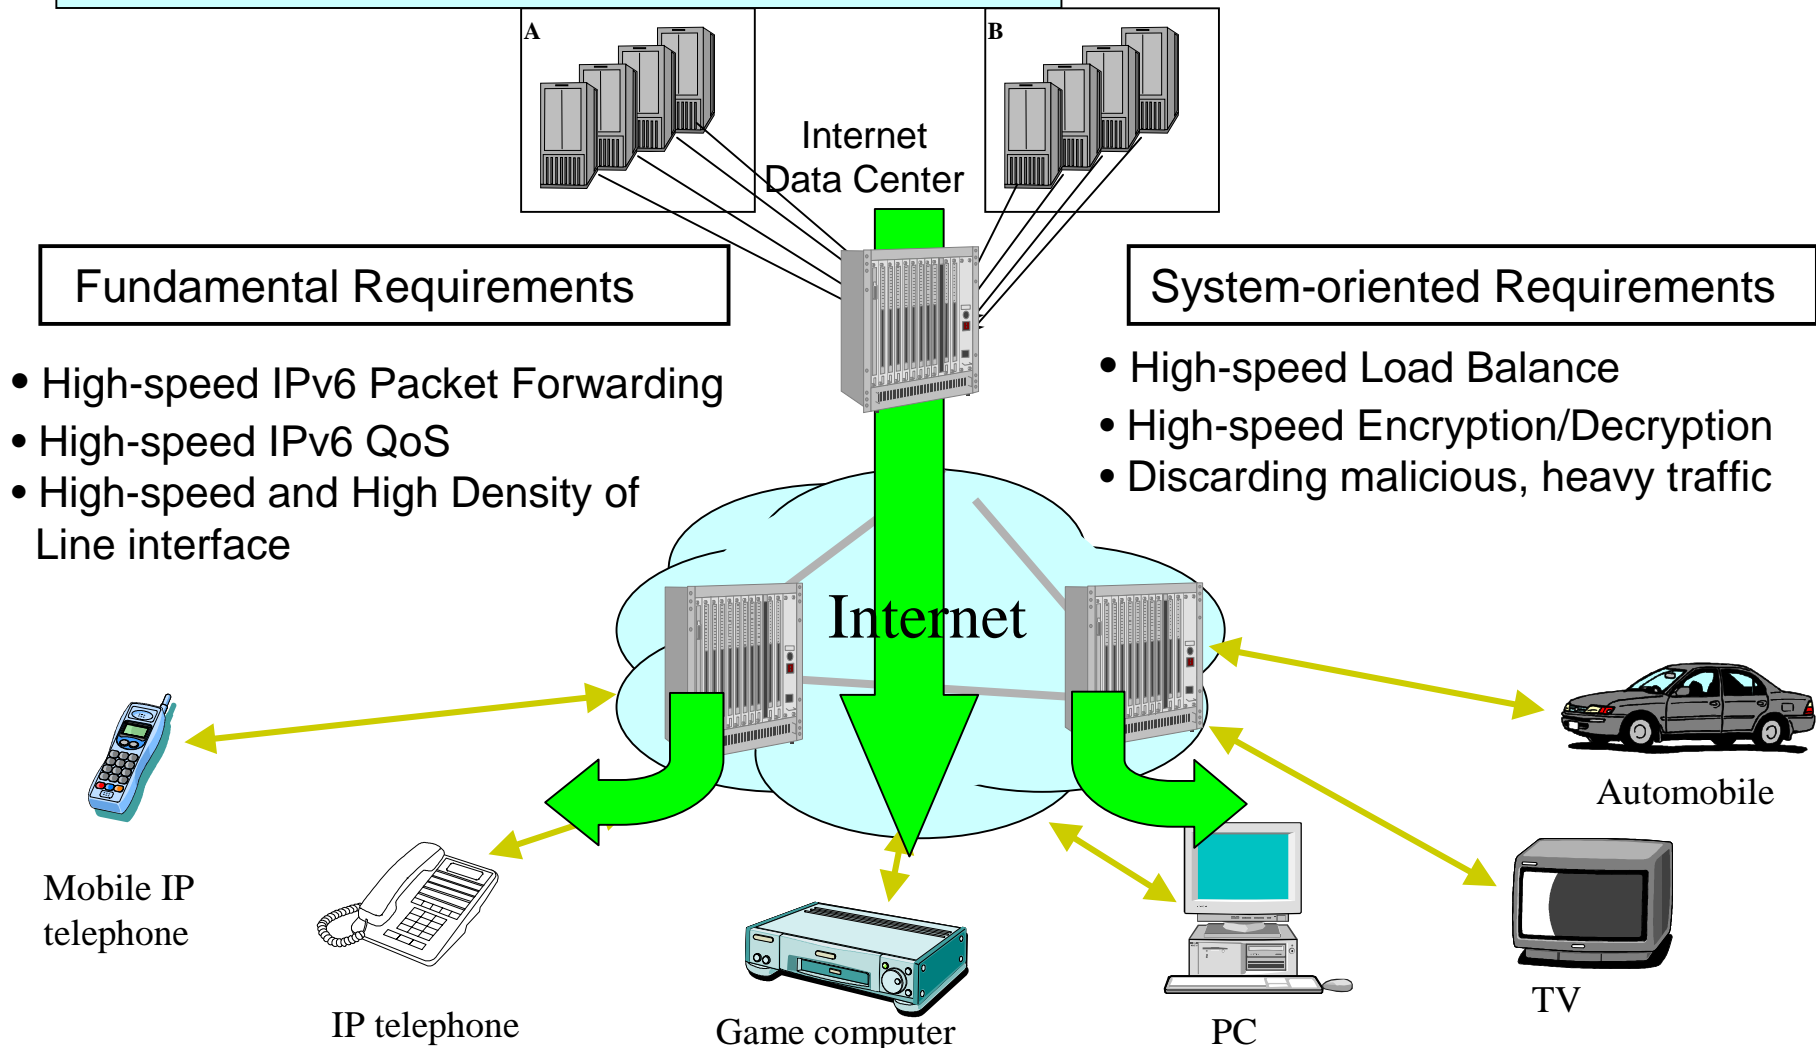 A
B
Internet
Data Center
Fundamental Requirements
System-oriented Requirements
• High-speed IPv6 Packet Forwarding
• High-speed IPv6 QoS
• High-speed and High Density of
Line interface
• High-speed Load Balance
• High-speed Encryption/Decryption
• Discarding malicious, heavy traffic
Internet
Automobile
Mobile IP
telephone
TV
IP telephone
Game computer
PC